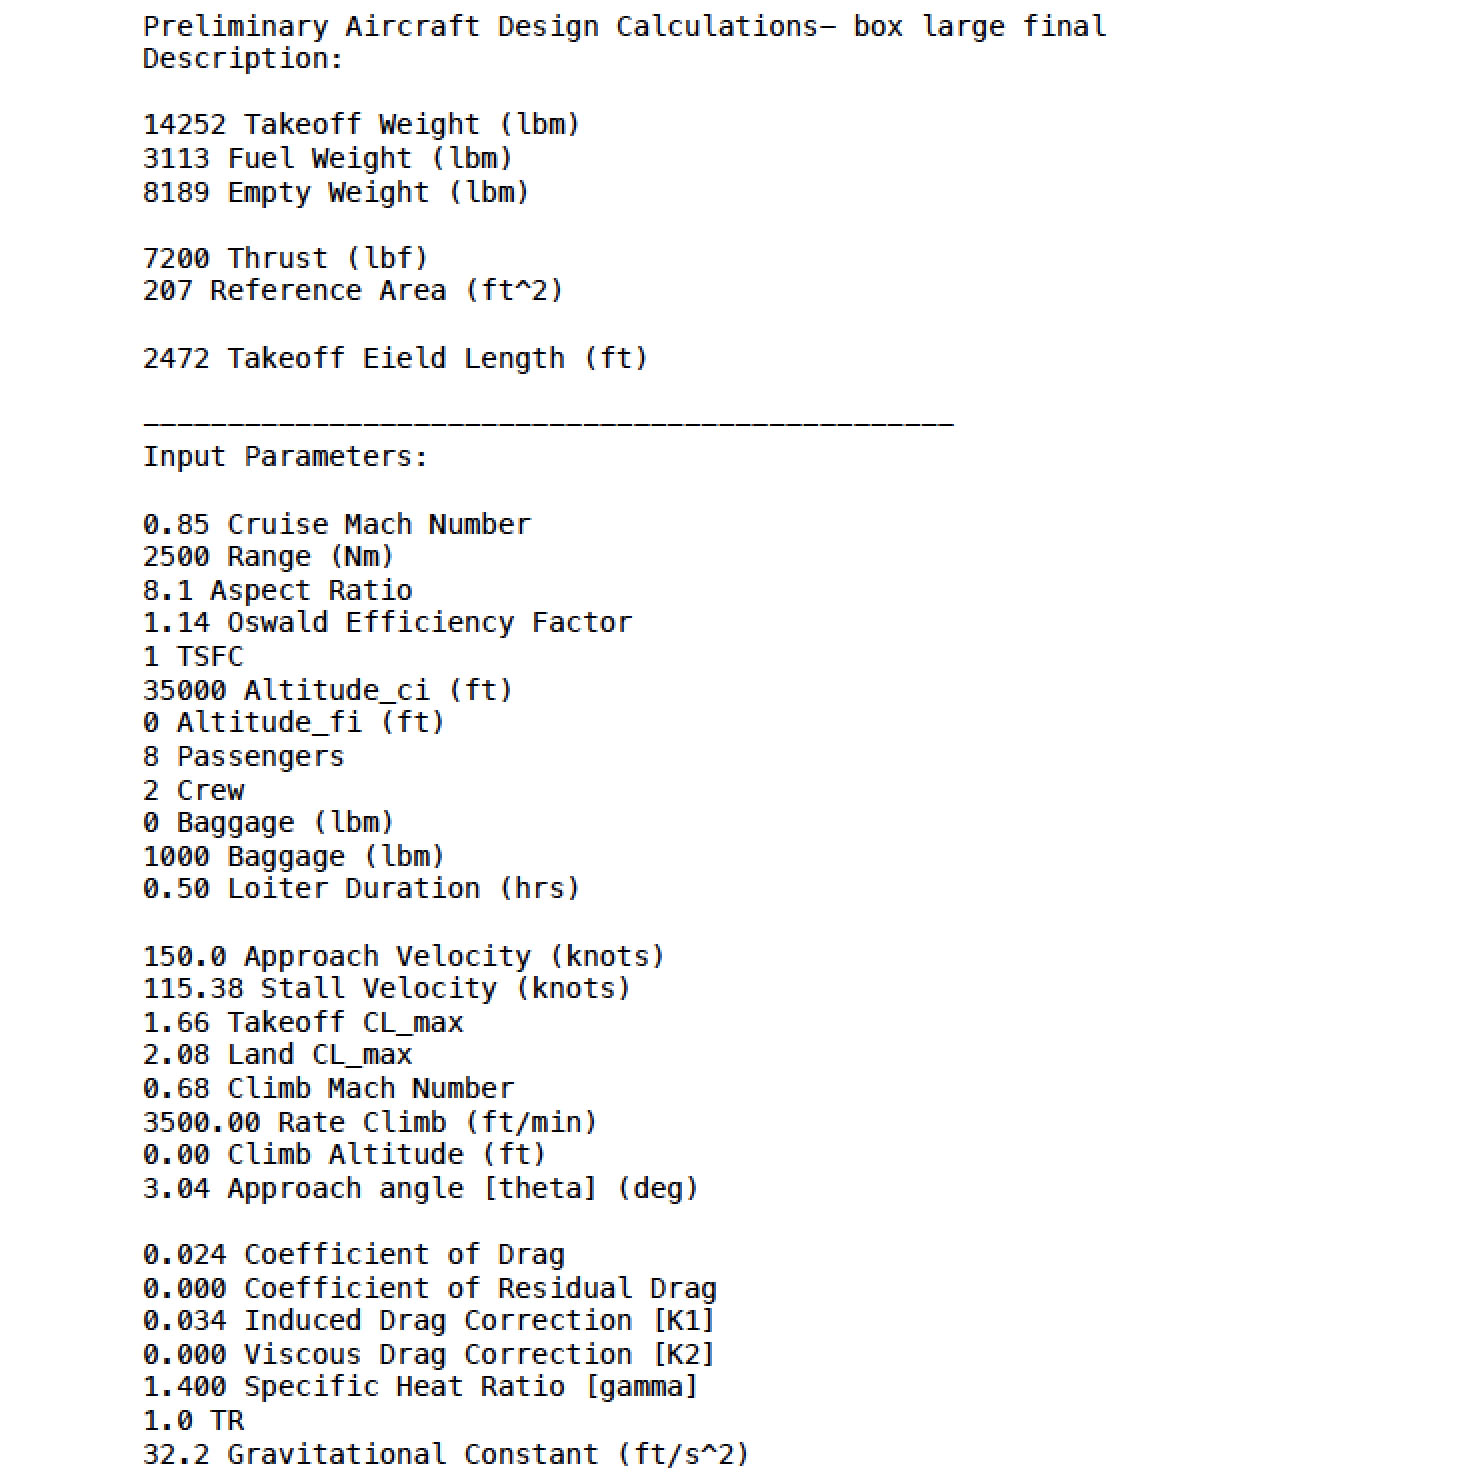 Preliminary Aircraft Design Calculations– box large final
Description:
14252 Takeoff Weight (lbm)
3113 Fuel Weight (lbm)
8189 Empty Weight (lbm)
7200 Thrust (lbf)
207 Reference Area (ft^2)
2472 Takeoff Eield Length (ft)
————————————————————————————————————————————————
Input Parameters:
0.85 Cruise Mach Number
2500 Range (Nm)
8.1 Aspect Ratio
1.14 Oswald Efficiency Factor
1 TSFC
35000 Altitude_ci (ft)
0 Altitude_fi (ft)
8 Passengers
2 Crew
0 Baggage (lbm)
1000 Baggage (lbm)
0.50 Loiter Duration (hrs)
150.0 Approach Velocity (knots)
115.38 Stall Velocity (knots)
1.66 Takeoff CL_max
2.08 Land CL_max
0.68 Climb Mach Number
3500.00 Rate Climb (ft/min)
0.00 Climb Altitude (ft)
3.04 Approach angle [theta] (deg)
0.024 Coefficient of Drag
0.000 Coefficient of Residual Drag
0.034 Induced Drag Correction [K1]
0.000 Viscous Drag Correction [K2]
1.400 Specific Heat Ratio [gamma]
1.0 TR
32.2 Gravitational Constant (ft/s^2)